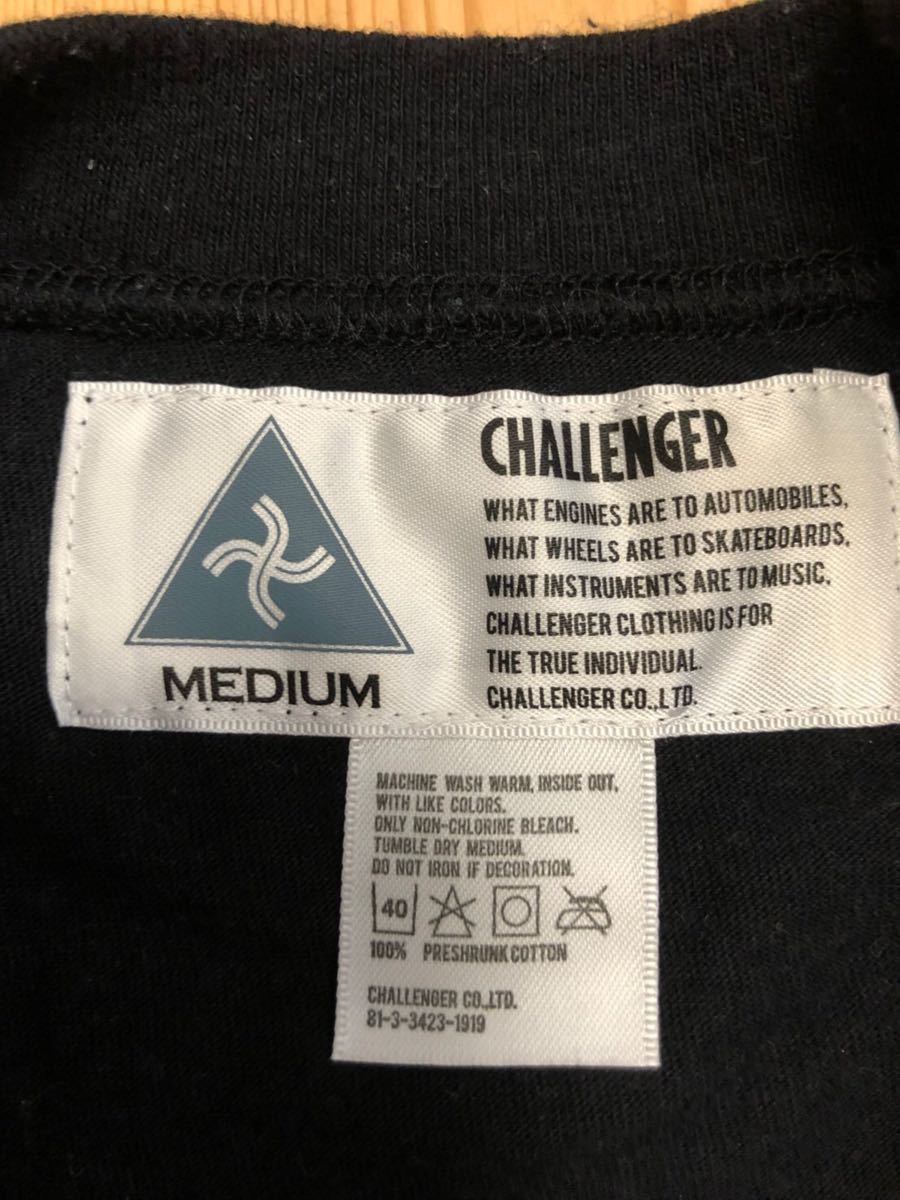 CHALLENGER
WHAT ENGINES ARE TO AUTOMOBILES,
WHAT WHEELS ARE TO SKATEBOARDS,
WHAT INSTRUMENTS ARE TO MUSIC,
CHALLENGER CLOTHING IS FOR
THE TRUE INDIVIDUAL.
CHALLENGER CO.,LTD.
MEDIUM
MACHINE WASH WARM, INSIDE OUT,
WITH LIKE COLORS.
ONLY NON-CHLORINE BLEACH.
TUMBLE DRY MEDIUM.
DO NOT IRON IF DECORATION.
40
100% PRESHRUNK COTTON
CHALLENGER CO.,LTD.
81-3-3423-1919